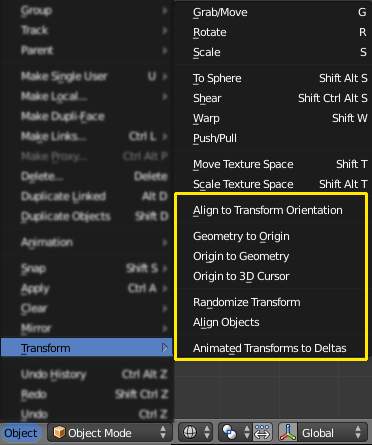 Group
Track
Parent
Make Single User U
Make Local...
Make Dupli-Face
Make Links... Ctrl L
Make Proxy... Ctrl Alt P
Delete... Delete
Duplicate Linked Alt D
Duplicate Objects Shift D
Animation
Snap Shift S
Apply Ctrl A
Clear
Mirror
Transform
Undo History Ctrl Alt Z
Redo Shift Ctrl Z
Undo Ctrl Z
Grab/Move G
Rotate R
Scale S
To Sphere Shift Alt S
Shear Shift Ctrl Alt S
Warp Shift W
Push/Pull
Move Texture Space Shift T
Scale Texture Space Shift Alt T
Align to Transform Orientation
Geometry to Origin
Origin to Geometry
Origin to 3D Cursor
Randomize Transform
Align Objects
Animated Transforms to Deltas
Object Object Mode Global